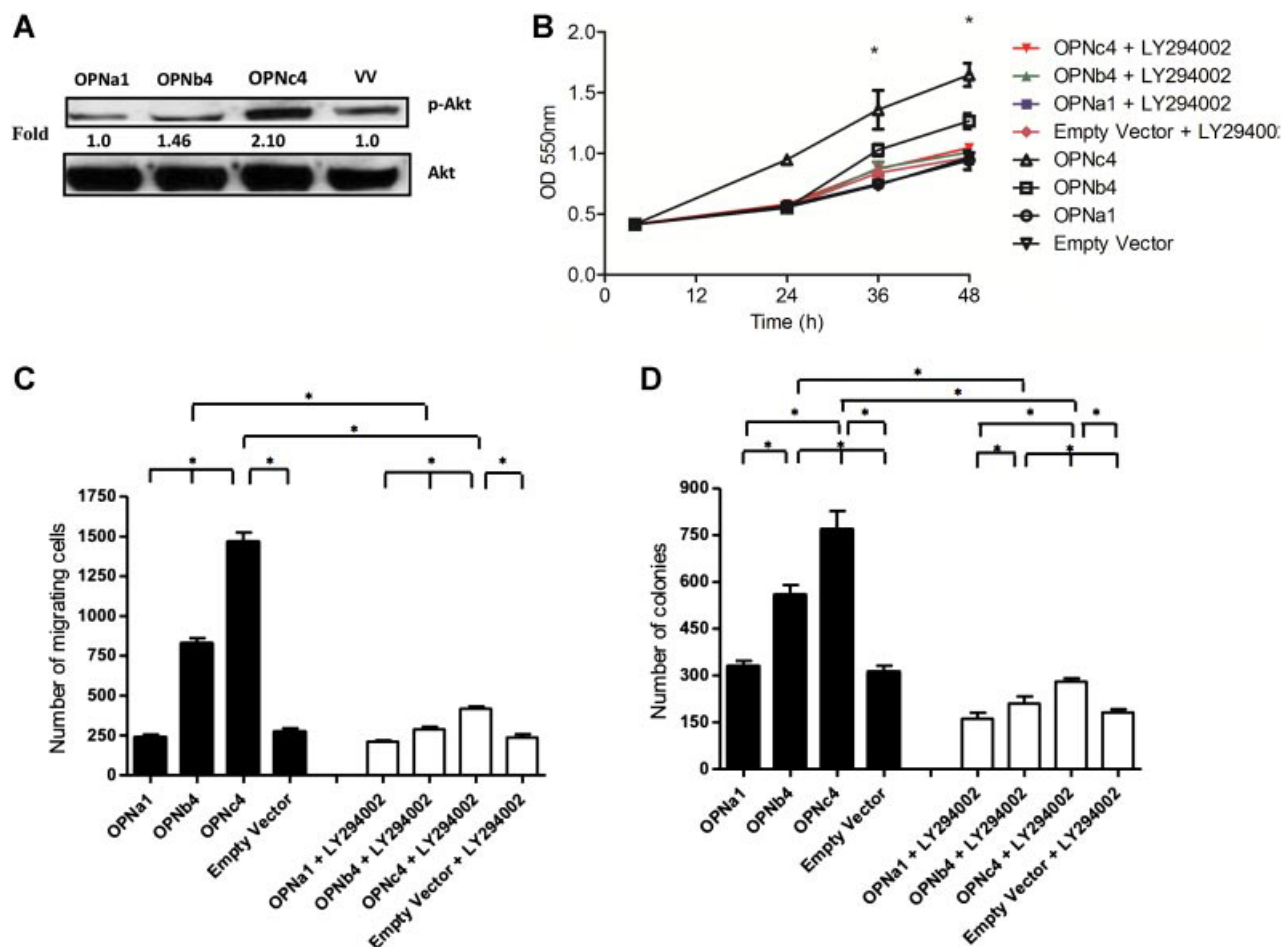 A
OPNa1 OPNb4 OPNc4 VV
p-Akt
Fold 1.0 1.46 2.10 1.0
Akt
B
2.0
1.5
1.0
0.5
0.0
OD 550nm
0 12 24 36 48
Time (h)
* *
OPNc4 + LY294002
OPNb4 + LY294002
OPNa1 + LY294002
Empty Vector + LY29400
OPNc4
OPNb4
OPNa1
Empty Vector
C
*
*
* * * *
1750
1500
1250
750
500
250
0
Number of migrating cells
OPNa1
OPNb4
OPNc4
Empty Vector
OPNa1 + LY294002
OPNb4 + LY294002
OPNc4 + LY294002
Empty Vector + LY294002
D
*
*
* * * *
* * * *
900
750
600
450
300
150
0
Number of colonies
OPNa1
OPNb4
OPNc4
Empty Vector
OPNa1 + LY294002
OPNb4 + LY294002
OPNc4 + LY294002
Empty Vector + LY294002